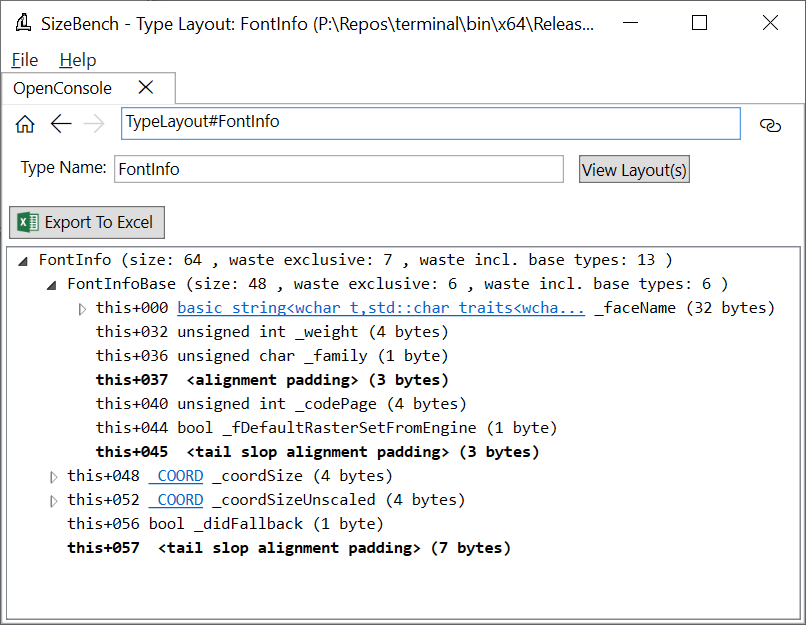 SizeBench - Type Layout: FontInfo (P:\Repos\terminal\bin\x64\Releas...
File Help
OpenConsole
TypeLayout#FontInfo
Type Name: FontInfo View Layout(s)
Export To Excel
FontInfo (size: 64 , waste exclusive: 7 , waste incl. base types: 13 )
FontInfoBase (size: 48 , waste exclusive: 6 , waste incl. base types: 6 )
this+000 basic_string<wchar_t,std::char_traits<wcha... _faceName (32 bytes)
this+032 unsigned int _weight (4 bytes)
this+036 unsigned char _family (1 byte)
this+037 <alignment padding> (3 bytes)
this+040 unsigned int _codePage (4 bytes)
this+044 bool _fDefaultRasterSetFromEngine (1 byte)
this+045 <tail slop alignment padding> (3 bytes)
this+048 _COORD _coordSize (4 bytes)
this+052 _COORD _coordSizeUnscaled (4 bytes)
this+056 bool _didFallback (1 byte)
this+057 <tail slop alignment padding> (7 bytes)